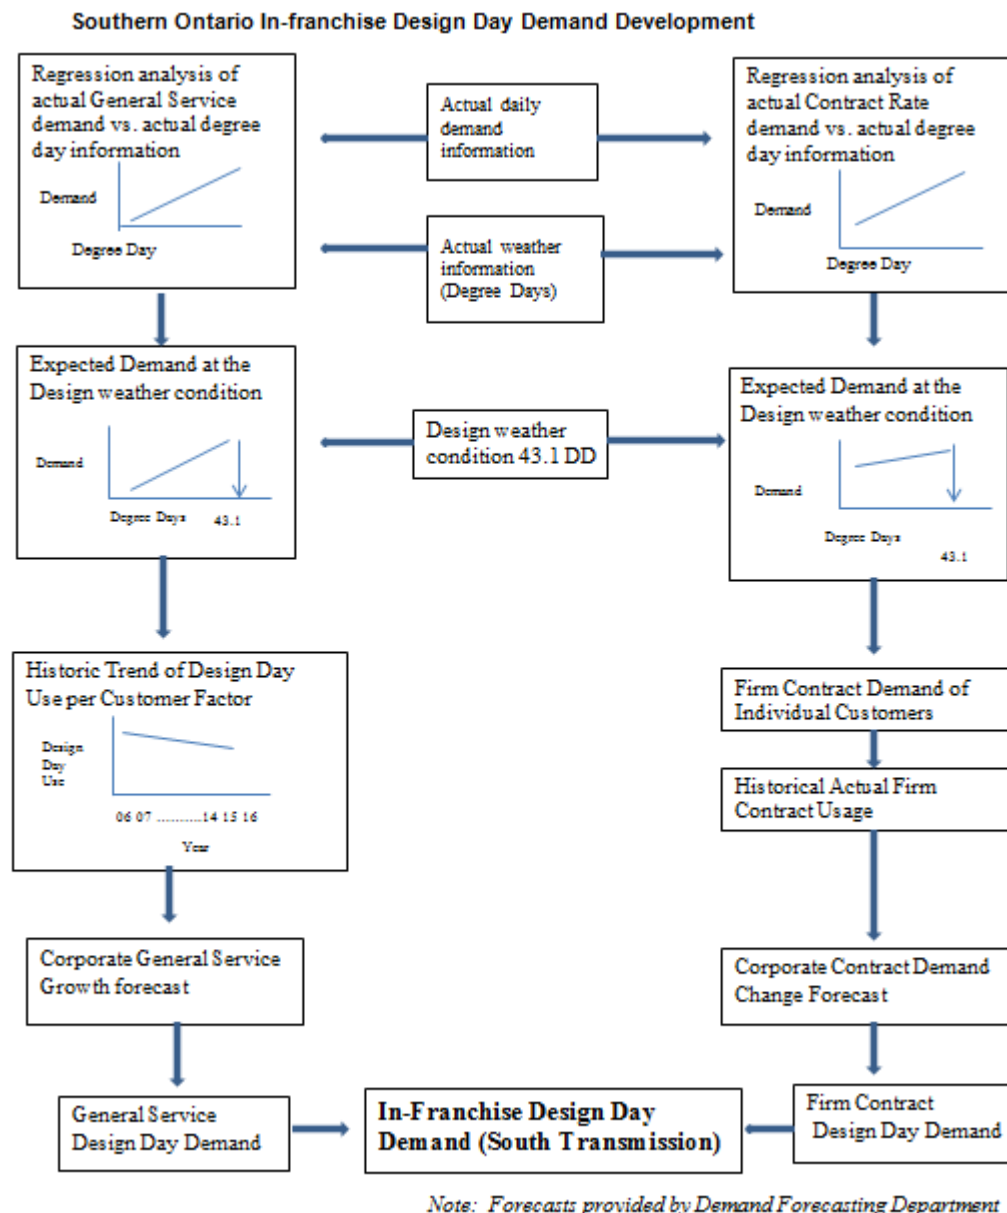 Southern Ontario In-franchise Design Day Demand Development
Regression analysis of
actual General Service
demand vs. actual degree
day information
Demand
Degree Day
Actual daily
demand
information
Regression analysis of
actual Contract Rate
demand vs. actual degree
day information
Demand
Degree Day
Actual weather
information
(Degree Days)
Expected Demand at the
Design weather condition
Demand
Degree Days 43.1
Design weather
condition 43.1 DD
Expected Demand at the
Design weather condition
Demand
Degree Days
43.1
Historic Trend of Design Day
Use per Customer Factor
Design
Day
Use
06 07 ..........14 15 16
Year
Firm Contract Demand of
Individual Customers
Historical Actual Firm
Contract Usage
Corporate General Service
Growth forecast
Corporate Contract Demand
Change Forecast
General Service
Design Day Demand
In-Franchise Design Day
Demand (South Transmission)
Firm Contract
Design Day Demand
Note: Forecasts provided by Demand Forecasting Department